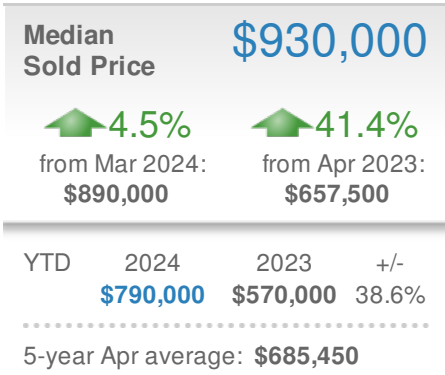 Median $930,000
Sold Price
4.5% 41.4%
from Mar 2024: from Apr 2023:
$890,000 $657,500
YTD 2024 2023 +/-
$790,000 $570,000 38.6%
5-year Apr average: $685,450